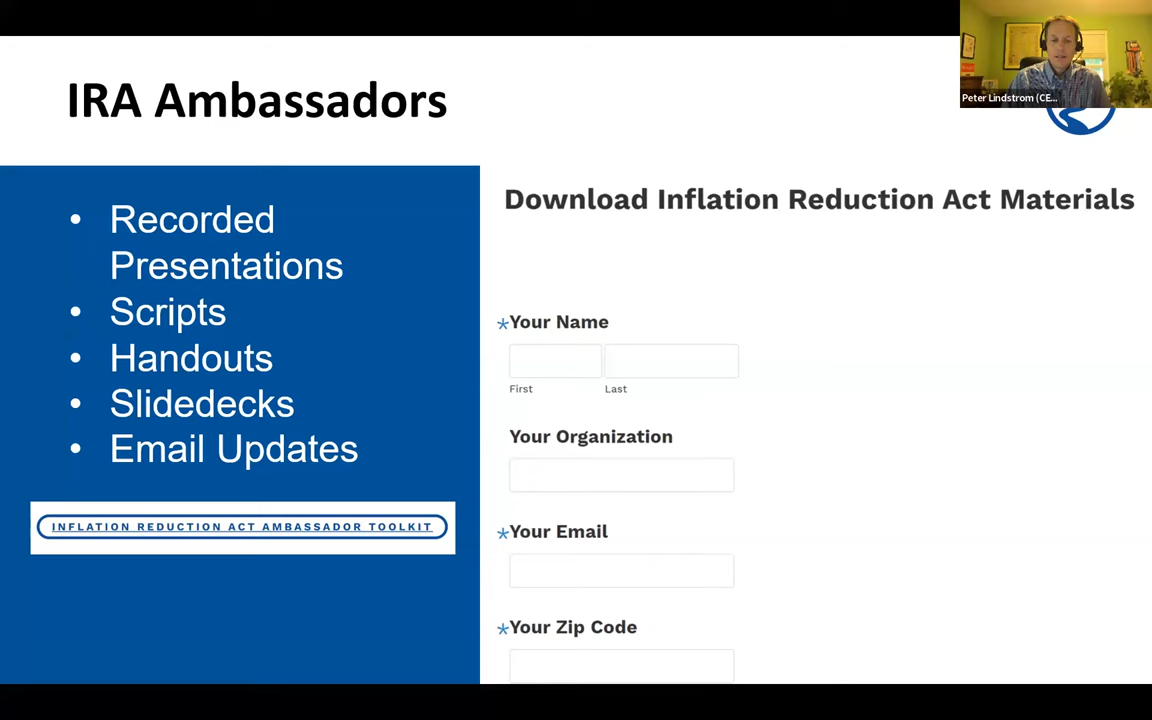 IRA Ambassadors
Peter Lindstrom (CE...
• Recorded
Presentations
• Scripts
• Handouts
• Slidedecks
• Email Updates
INFLATION REDUCTION ACT AMBASSADOR TOOLKIT
Download Inflation Reduction Act Materials
*Your Name
First Last
Your Organization
*Your Email
*Your Zip Code